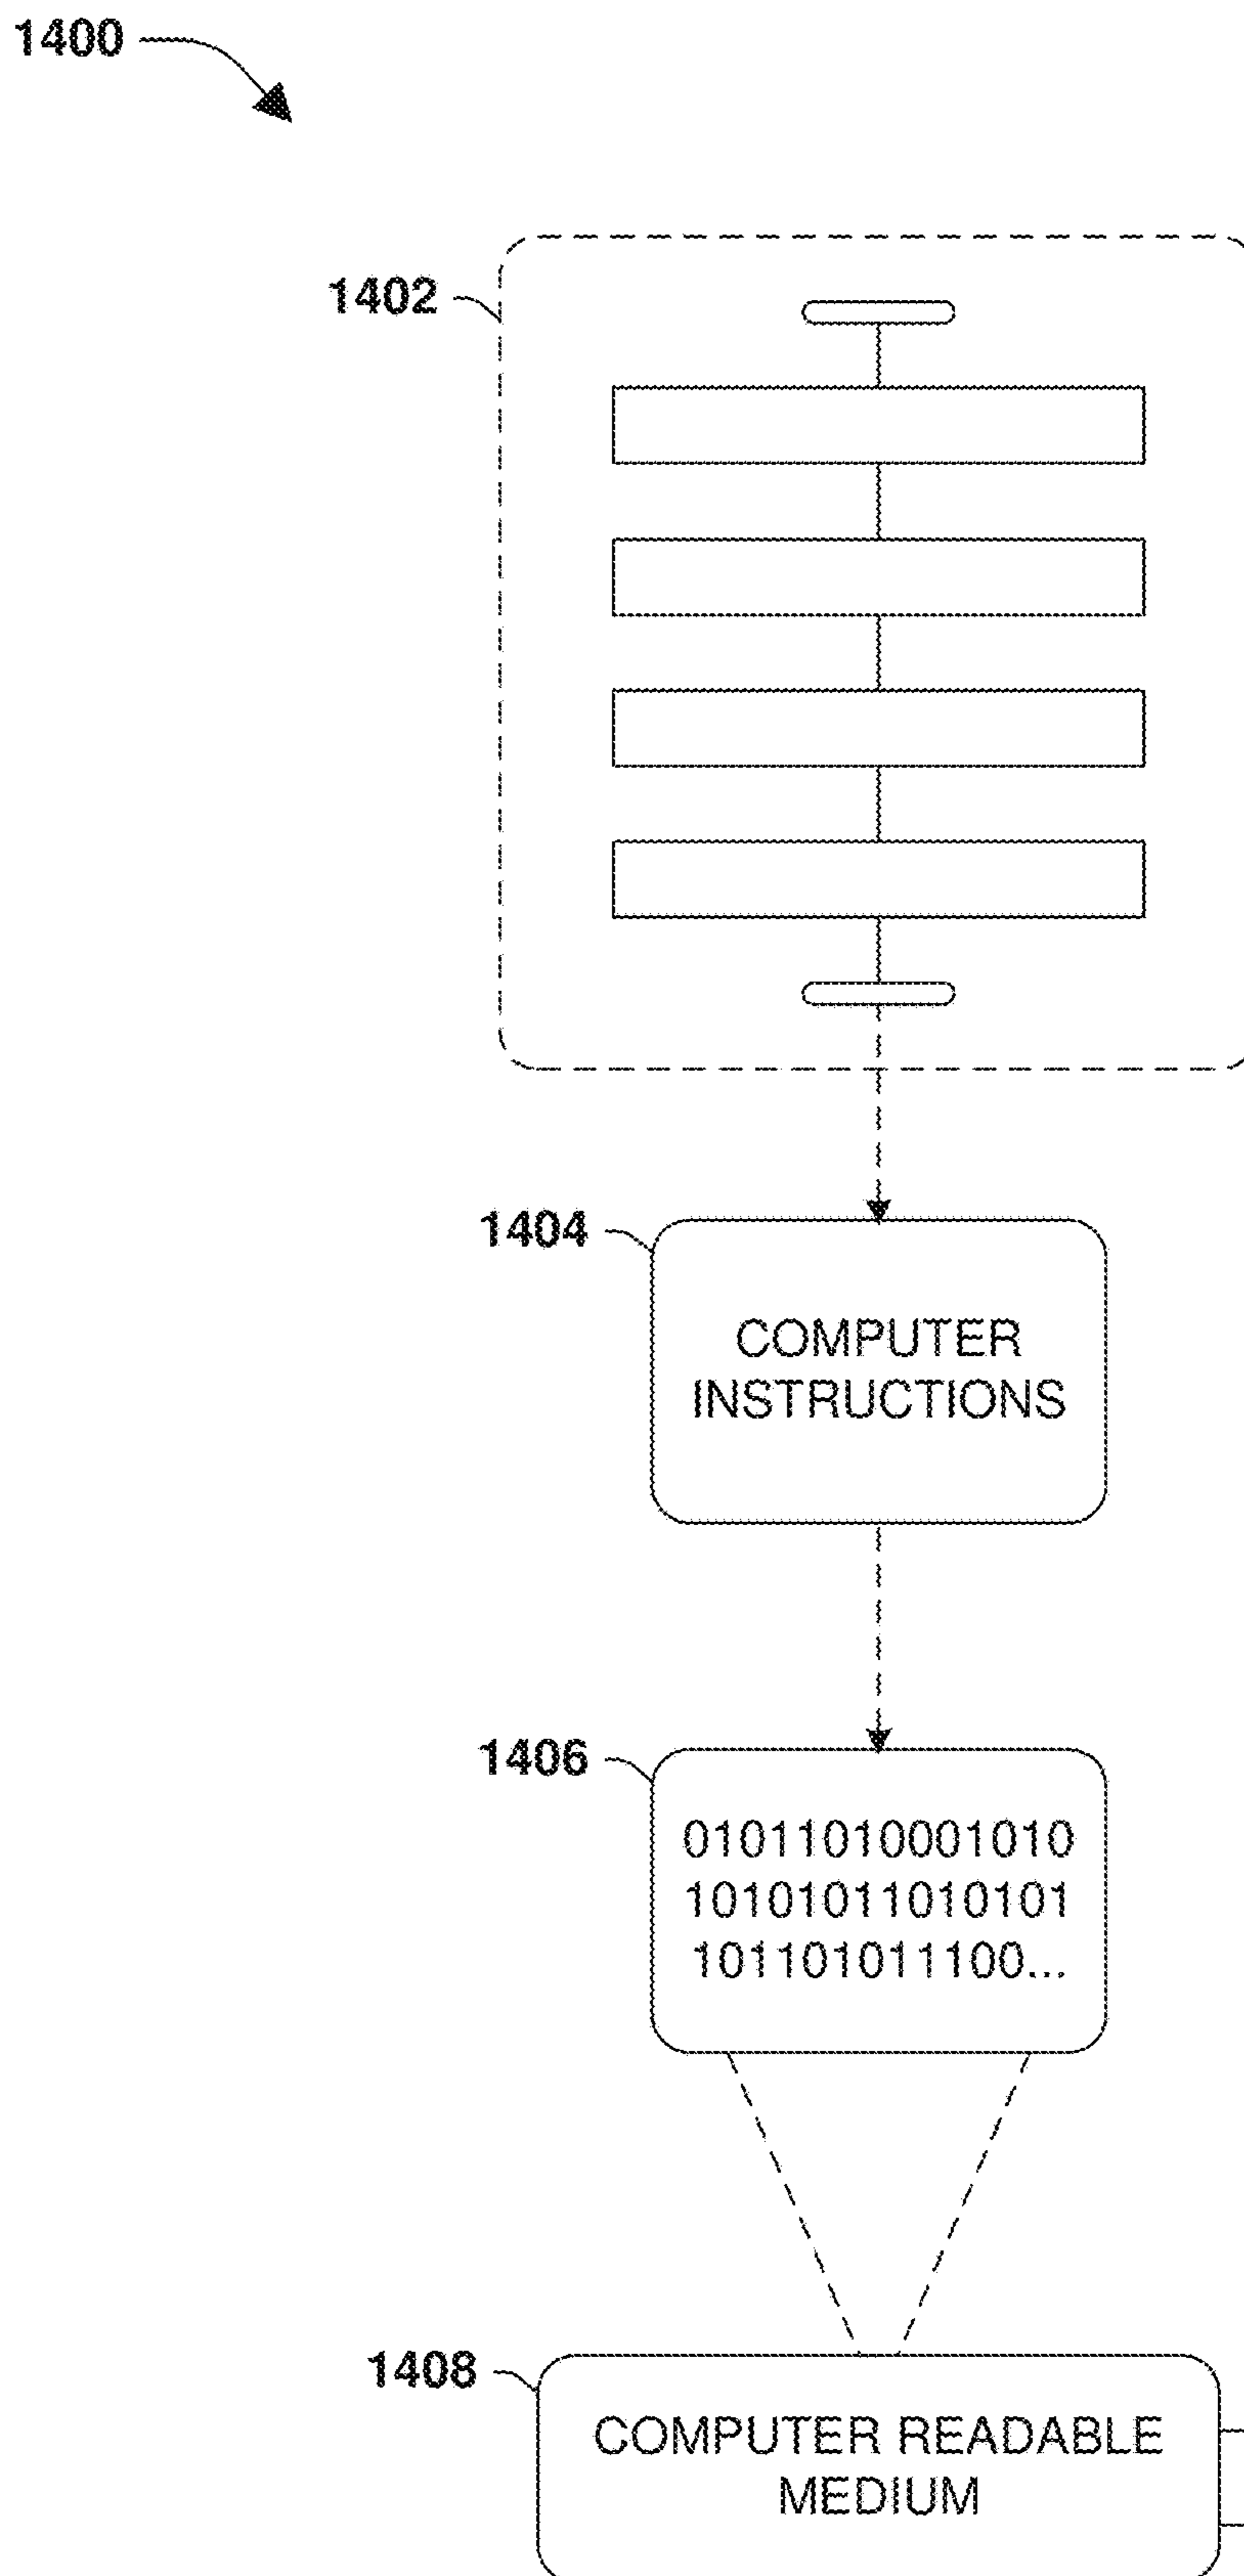 1400
1402
1404
COMPUTER
INSTRUCTIONS
1406
01011010001010
10101011010101
101101011100...
1408
COMPUTER READABLE
MEDIUM